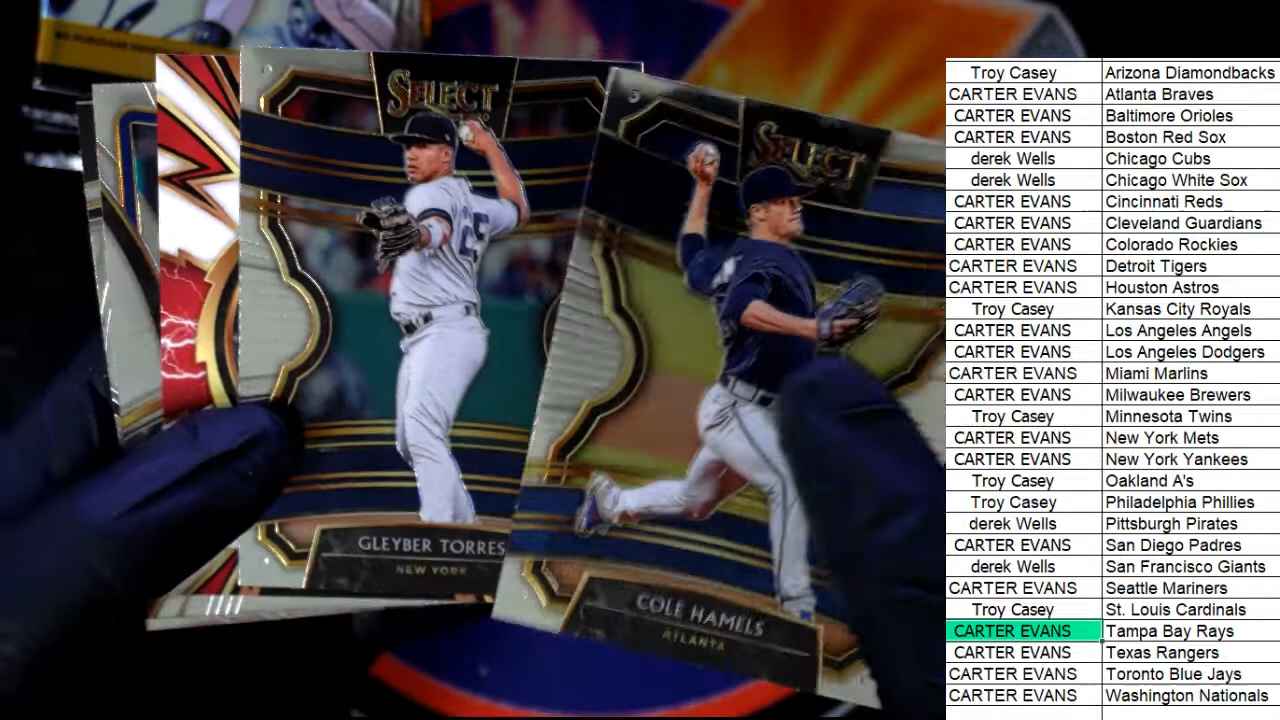 SELECT
SELECT
GLEYBER TORRES
NEW YORK
COLE HAMELS
ATLANTA
25
Troy Casey Arizona Diamondbacks
CARTER EVANS Atlanta Braves
CARTER EVANS Baltimore Orioles
CARTER EVANS Boston Red Sox
derek Wells Chicago Cubs
derek Wells Chicago White Sox
CARTER EVANS Cincinnati Reds
CARTER EVANS Cleveland Guardians
CARTER EVANS Colorado Rockies
CARTER EVANS Detroit Tigers
CARTER EVANS Houston Astros
Troy Casey Kansas City Royals
CARTER EVANS Los Angeles Angels
CARTER EVANS Los Angeles Dodgers
CARTER EVANS Miami Marlins
CARTER EVANS Milwaukee Brewers
Troy Casey Minnesota Twins
CARTER EVANS New York Mets
CARTER EVANS New York Yankees
Troy Casey Oakland A's
Troy Casey Philadelphia Phillies
derek Wells Pittsburgh Pirates
CARTER EVANS San Diego Padres
derek Wells San Francisco Giants
CARTER EVANS Seattle Mariners
Troy Casey St. Louis Cardinals
CARTER EVANS Tampa Bay Rays
CARTER EVANS Texas Rangers
CARTER EVANS Toronto Blue Jays
CARTER EVANS Washington Nationals